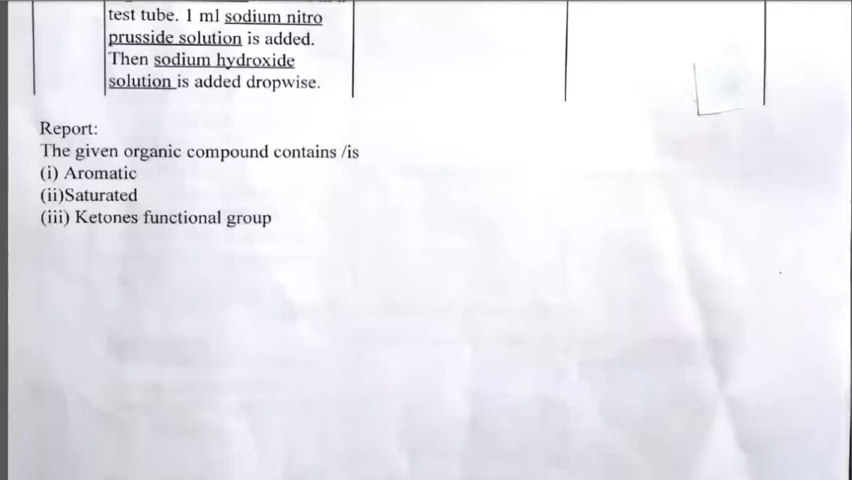 test tube. 1 ml sodium nitro
prusside solution is added.
Then sodium hydroxide
solution is added dropwise.
Report:
The given organic compound contains /is
(i) Aromatic
(ii)Saturated
(iii) Ketones functional group